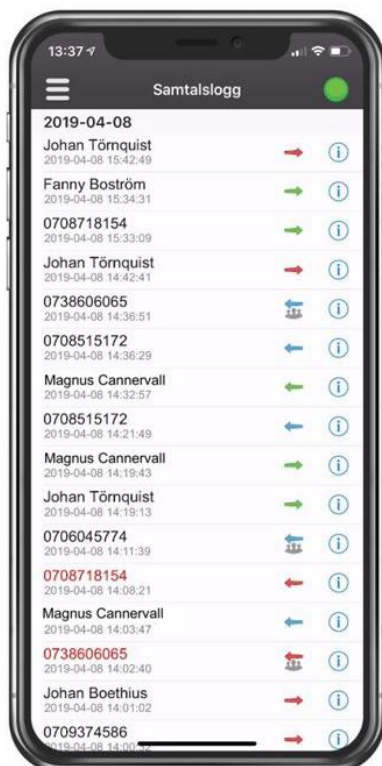 13:37
Samtalslogg
2019-04-08
Johan Törnquist
2019-04-08 15:42:49
Fanny Boström
2019-04-08 15:34:31
0708718154
2019-04-08 15:33:09
Johan Törnquist
2019-04-08 14:42:41
0738606065
2019-04-08 14:36:51
0708515172
2019-04-08 14:36:29
Magnus Cannervall
2019-04-08 14:32:57
0708515172
2019-04-08 14:21:49
Magnus Cannervall
2019-04-08 14:19:43
Johan Törnquist
2019-04-08 14:19:13
0706045774
2019-04-08 14:11:39
0708718154
2019-04-08 14:08:21
Magnus Cannervall
2019-04-08 14:03:47
0738606065
2019-04-08 14:02:40
Johan Boethius
2019-04-08 14:01:02
0709374586
2019-04-08